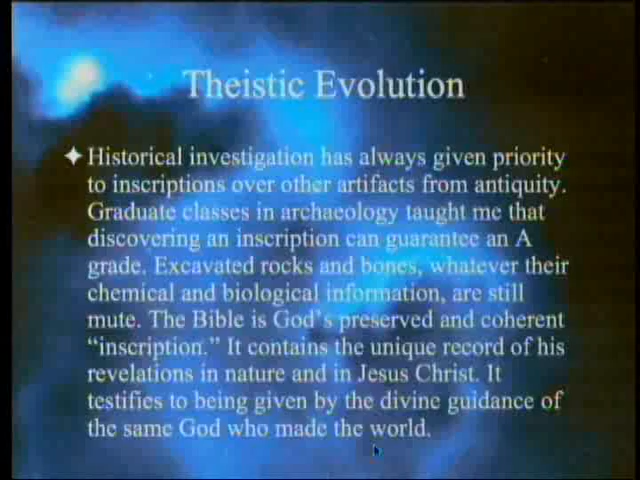 Theistic Evolution
Historical investigation has always given priority
to inscriptions over other artifacts from antiquity.
Graduate classes in archaeology taught me that
discovering an inscription can guarantee an A
grade. Excavated rocks and bones, whatever their
chemical and biological information, are still
mute. The Bible is God's preserved and coherent
“inscription.” It contains the unique record of his
revelations in nature and in Jesus Christ. It
testifies to being given by the divine guidance of
the same God who made the world.